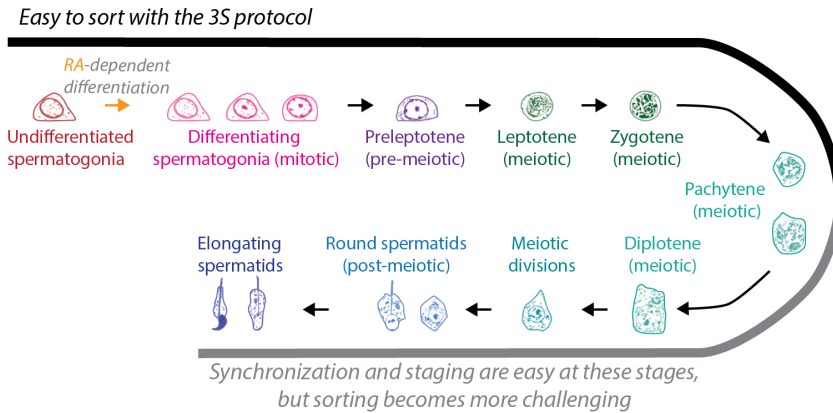 Easy to sort with the 3S protocol
RA-dependent
differentiation
Undifferentiated
spermatogonia
Differentiating
spermatogonia (mitotic)
Preleptotene
(pre-meiotic)
Leptotene
(meiotic)
Zygotene
(meiotic)
Pachytene
(meiotic)
Diplotene
(meiotic)
Meiotic
divisions
Round spermatids
(post-meiotic)
Elongating
spermatids
Synchronization and staging are easy at these stages,
but sorting becomes more challenging